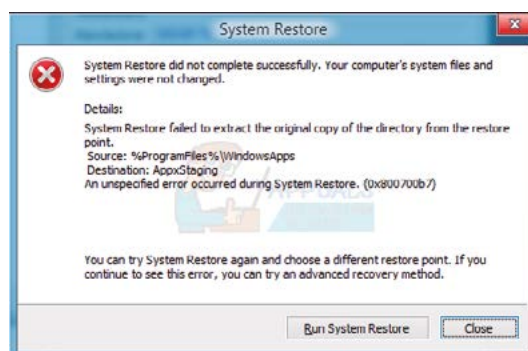 System Restore
System Restore did not complete successfully. Your computer's system files and
settings were not changed.
Details:
System Restore failed to extract the original copy of the directory from the restore
point.
Source: %ProgramFiles%\WindowsApps
Destination: AppxStaging
An unspecified error occurred during System Restore. (0x800700b7)
APPUALS
You can try System Restore again and choose a different restore point. If you
continue to see this error, you can try an advanced recovery method.
Run System Restore
Close